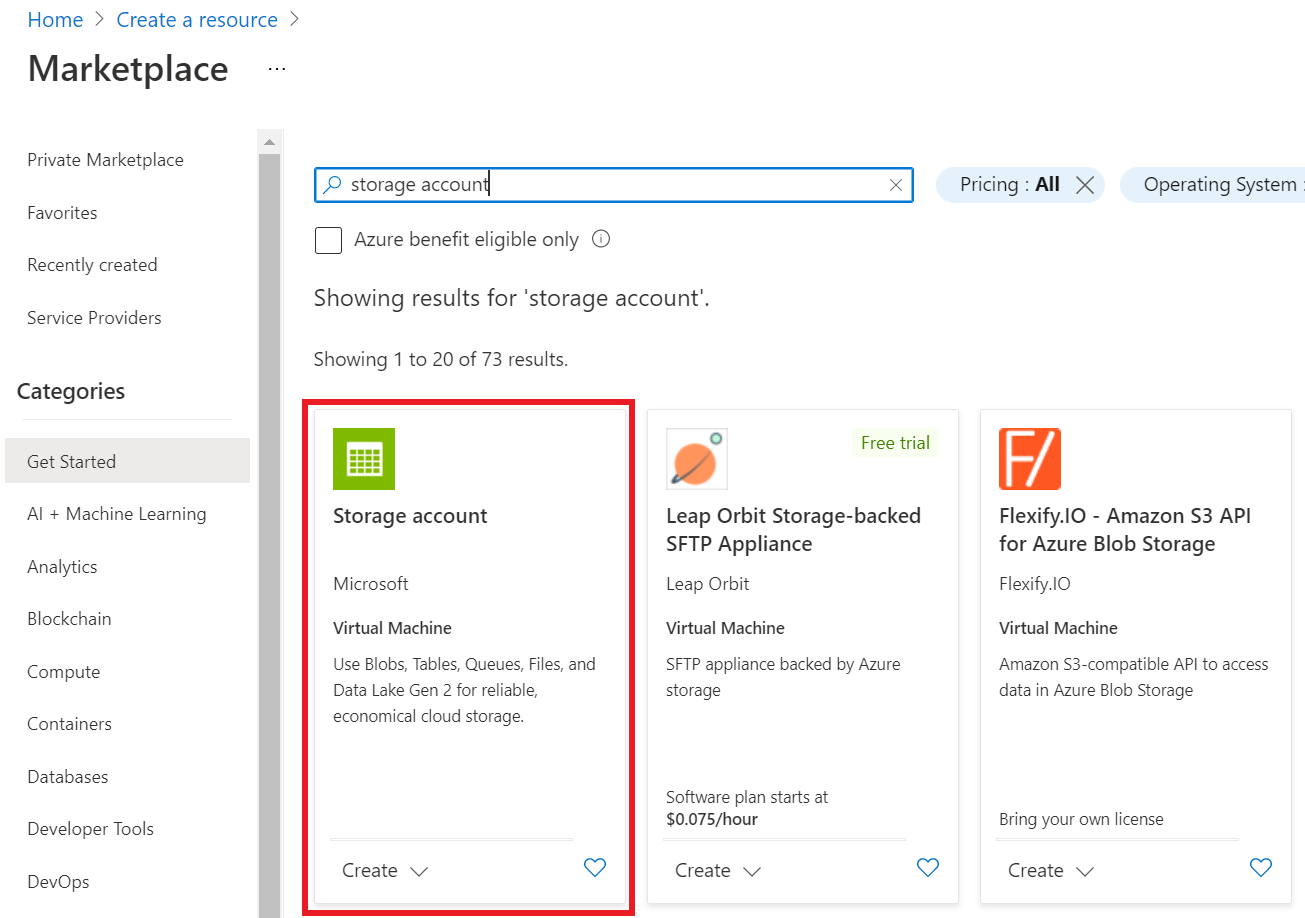 Home > Create a resource >
Marketplace ...
Private Marketplace
Favorites
Recently created
Service Providers
Categories
Get Started
AI + Machine Learning
Analytics
Blockchain
Compute
Containers
Databases
Developer Tools
DevOps
storage account
Pricing : All
Operating System :
Azure benefit eligible only
Showing results for 'storage account'.
Showing 1 to 20 of 73 results.
Storage account
Microsoft
Virtual Machine
Use Blobs, Tables, Queues, Files, and
Data Lake Gen 2 for reliable,
economical cloud storage.
Create
Free trial
Leap Orbit Storage-backed
SFTP Appliance
Leap Orbit
Virtual Machine
SFTP appliance backed by Azure
storage
Software plan starts at
$0.075/hour
Create
F/
Flexify.IO - Amazon S3 API
for Azure Blob Storage
Flexify.IO
Virtual Machine
Amazon S3-compatible API to access
data in Azure Blob Storage
Bring your own license
Create